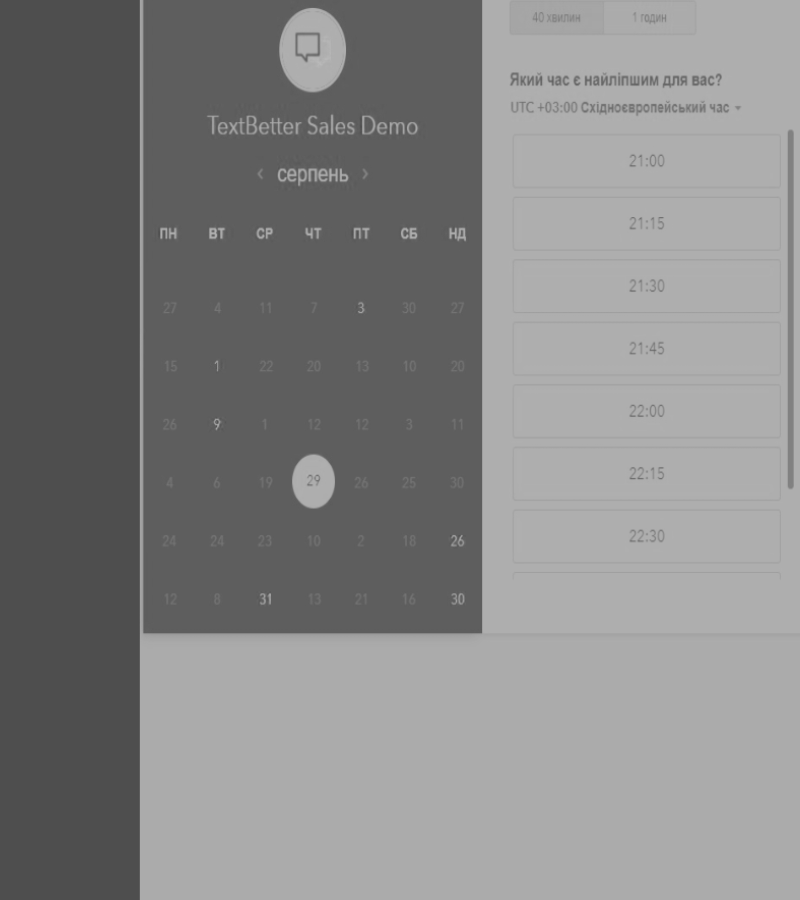 TextBetter Sales Demo
‹ серпень ›
ПН ВТ СР ЧТ ПТ СБ НД
27 4 11 7 3 30 27
15 1 22 20 13 10 20
26 9 1 12 12 3 11
4 6 19 29 26 25 30
24 24 23 10 2 18 26
12 8 31 13 21 16 30
40 хвилин 1 годин
Який час є найліпшим для вас?
UTC +03:00 Східноєвропейський час
21:00
21:15
21:30
21:45
22:00
22:15
22:30